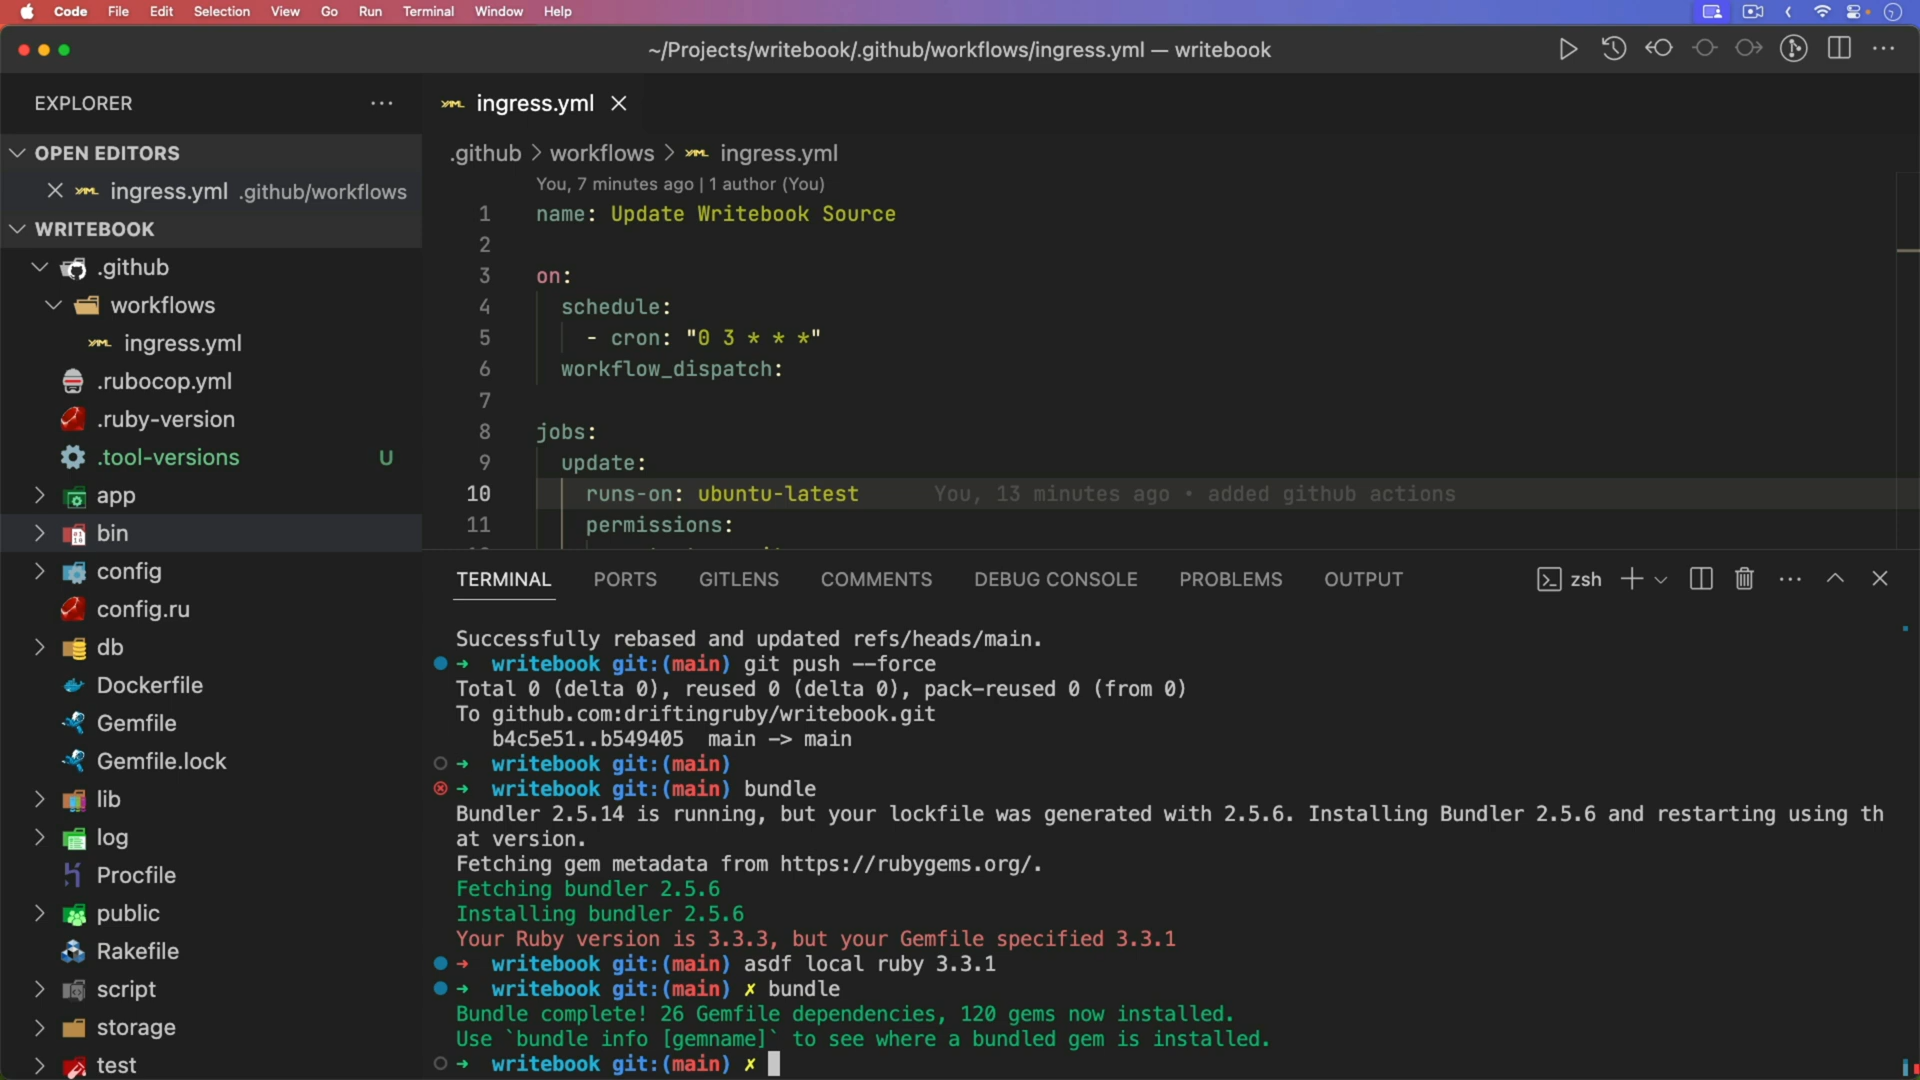 Code File Edit Selection View Go Run Terminal Window Help
~/Projects/writebook/.github/workflows/ingress.yml — writebook
EXPLORER
OPEN EDITORS
ingress.yml .github/workflows
WRITEBOOK
.github
workflows
ingress.yml
.rubocop.yml
.ruby-version
.tool-versions U
app
bin
config
config.ru
db
Dockerfile
Gemfile
Gemfile.lock
lib
log
Procfile
public
Rakefile
script
storage
test
ingress.yml
.github > workflows > ingress.yml
You, 7 minutes ago | 1 author (You)
1 name: Update Writebook Source
2
3 on:
4 schedule:
5 - cron: "0 3 * * *"
6 workflow_dispatch:
7
8 jobs:
9 update:
10 runs-on: ubuntu-latest You, 13 minutes ago • added github actions
11 permissions:
TERMINAL PORTS GITLENS COMMENTS DEBUG CONSOLE PROBLEMS OUTPUT zsh
Successfully rebased and updated refs/heads/main.
➜ writebook git:(main) git push --force
Total 0 (delta 0), reused 0 (delta 0), pack-reused 0 (from 0)
To github.com:driftingruby/writebook.git
b4c5e51..b549405 main -> main
➜ writebook git:(main)
➜ writebook git:(main) bundle
Bundler 2.5.14 is running, but your lockfile was generated with 2.5.6. Installing Bundler 2.5.6 and restarting using th
at version.
Fetching gem metadata from https://rubygems.org/.
Fetching bundler 2.5.6
Installing bundler 2.5.6
Your Ruby version is 3.3.3, but your Gemfile specified 3.3.1
➜ writebook git:(main) asdf local ruby 3.3.1
➜ writebook git:(main) ✗ bundle
Bundle complete! 26 Gemfile dependencies, 120 gems now installed.
Use `bundle info [gemname]` to see where a bundled gem is installed.
➜ writebook git:(main) ✗